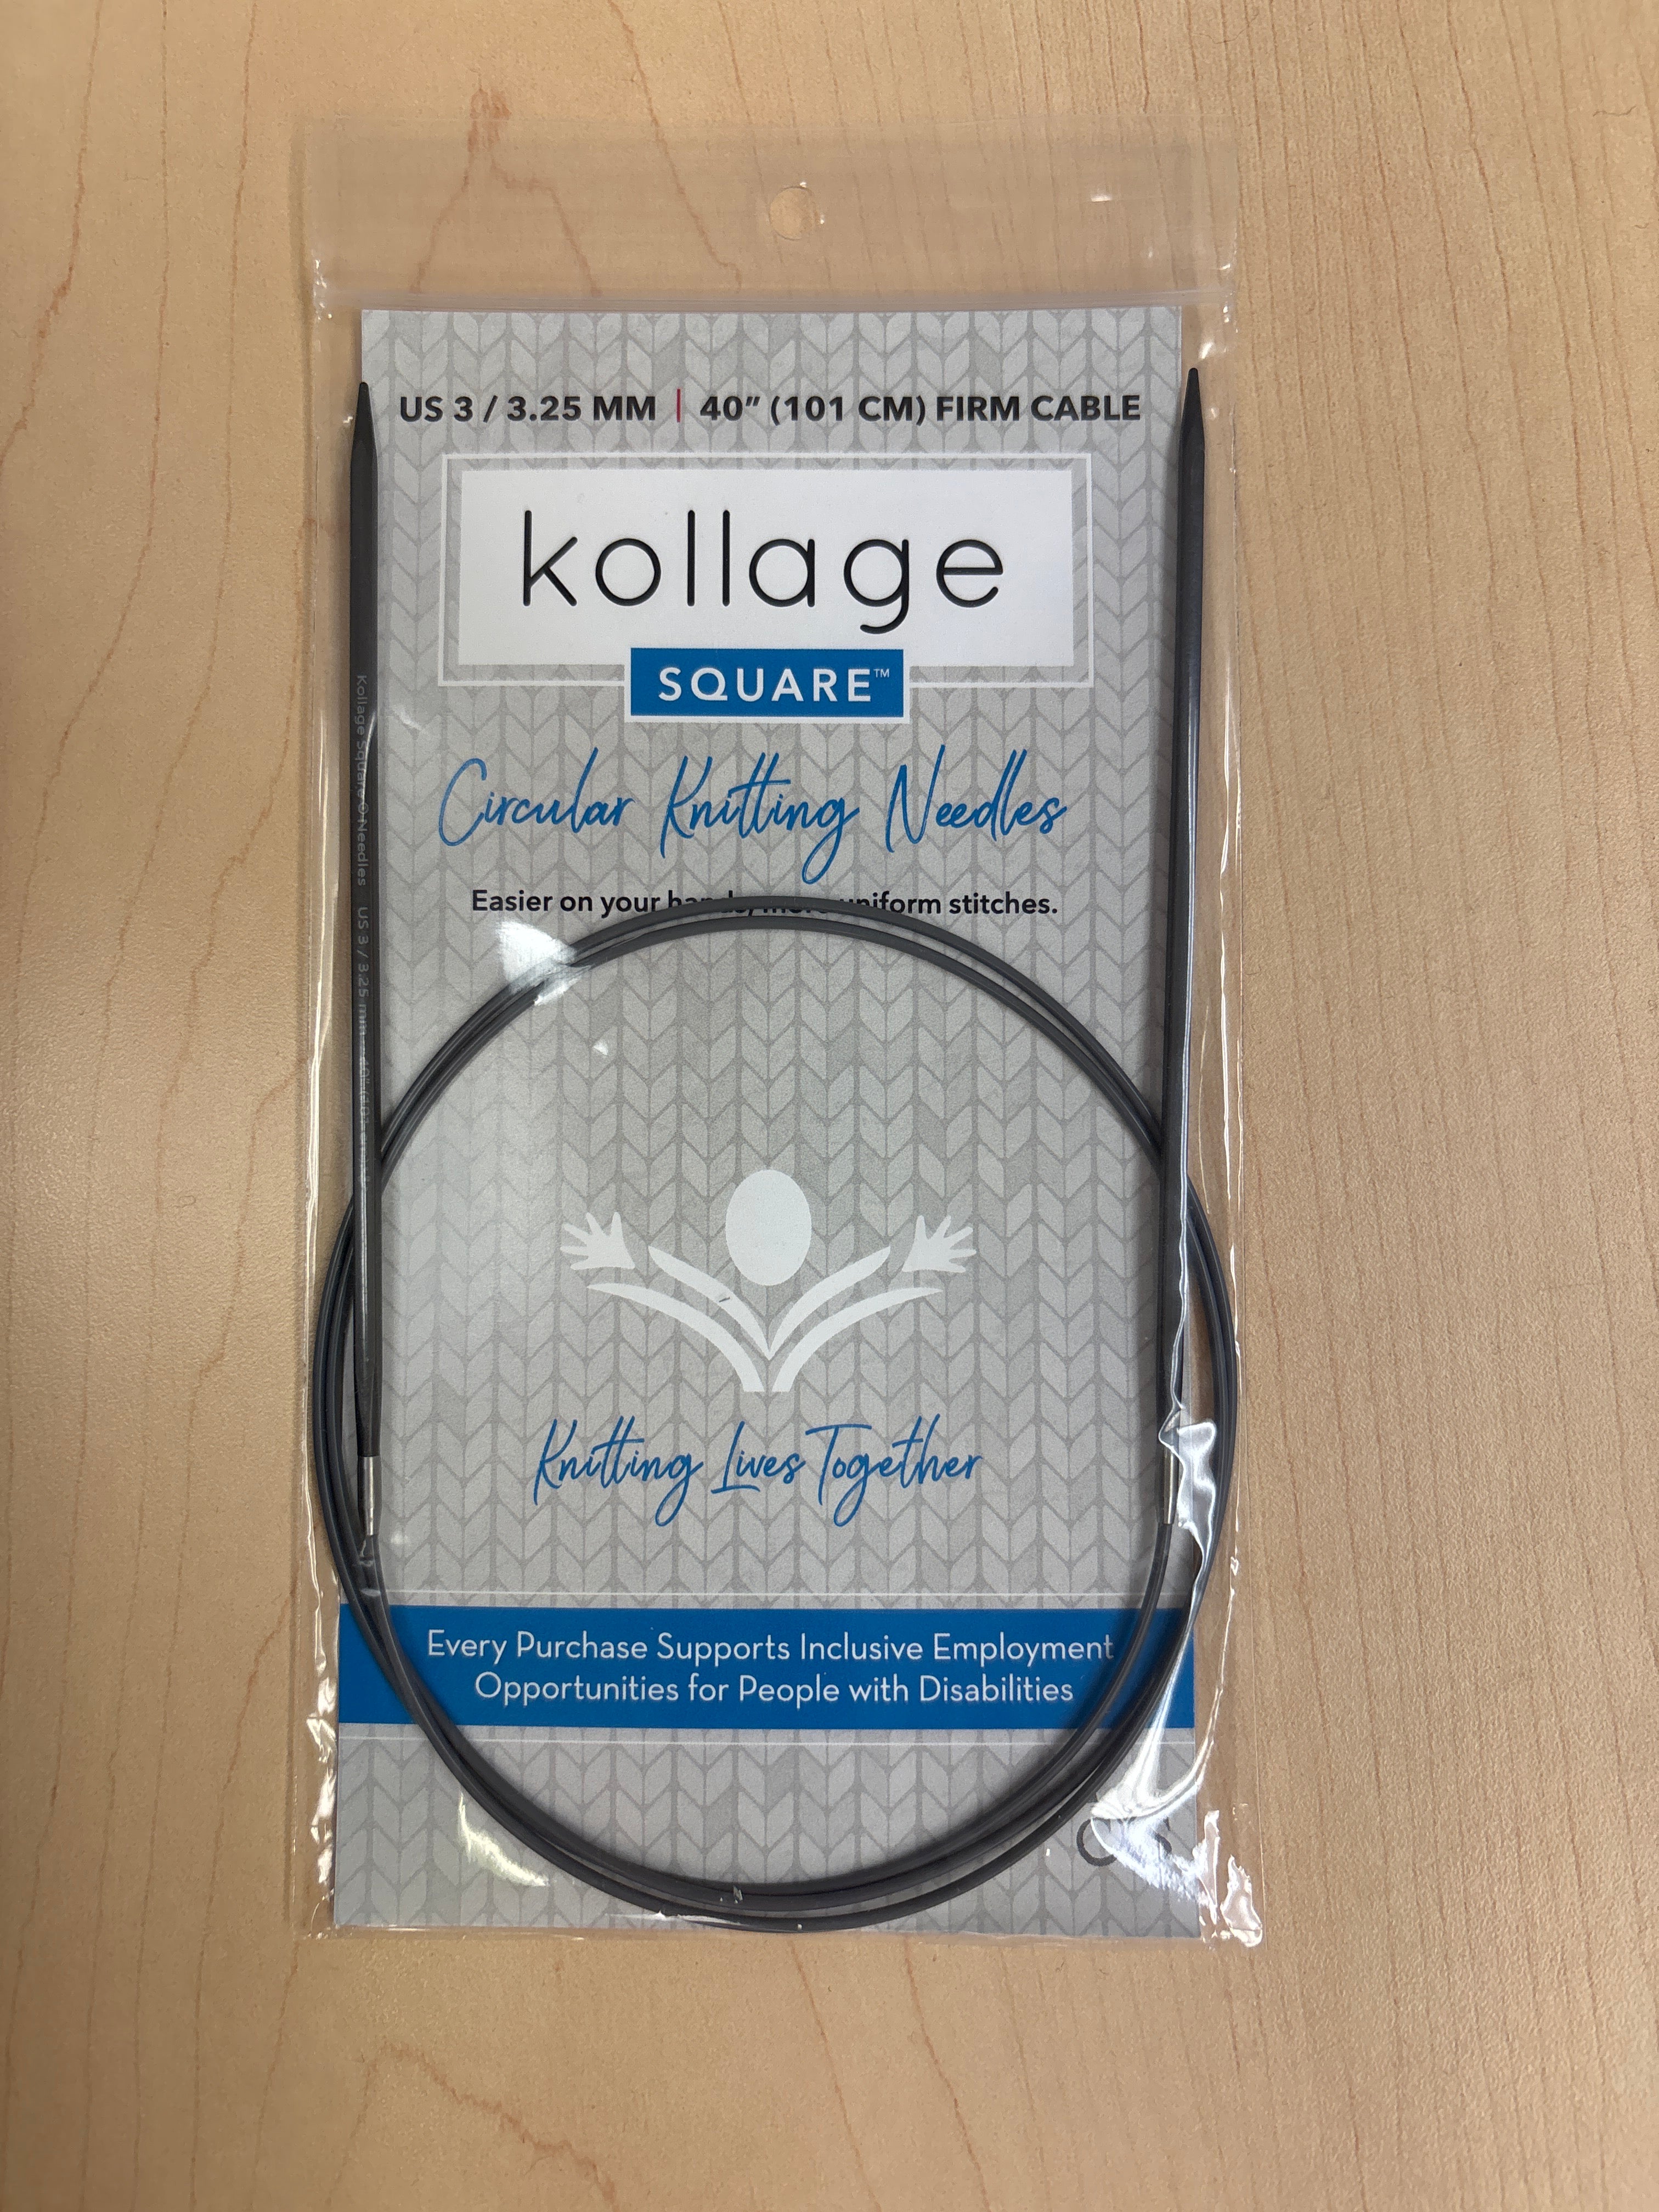 US 3 / 3.25 MM | 40” (101 CM) FIRM CABLE
kollage
SQUARE™
Circular Knitting Needles
Easier on your hands, more uniform stitches.
Kollage Square® Needles US 3 / 3.25 mm
Knitting Lives Together
Every Purchase Supports Inclusive Employment
Opportunities for People with Disabilities